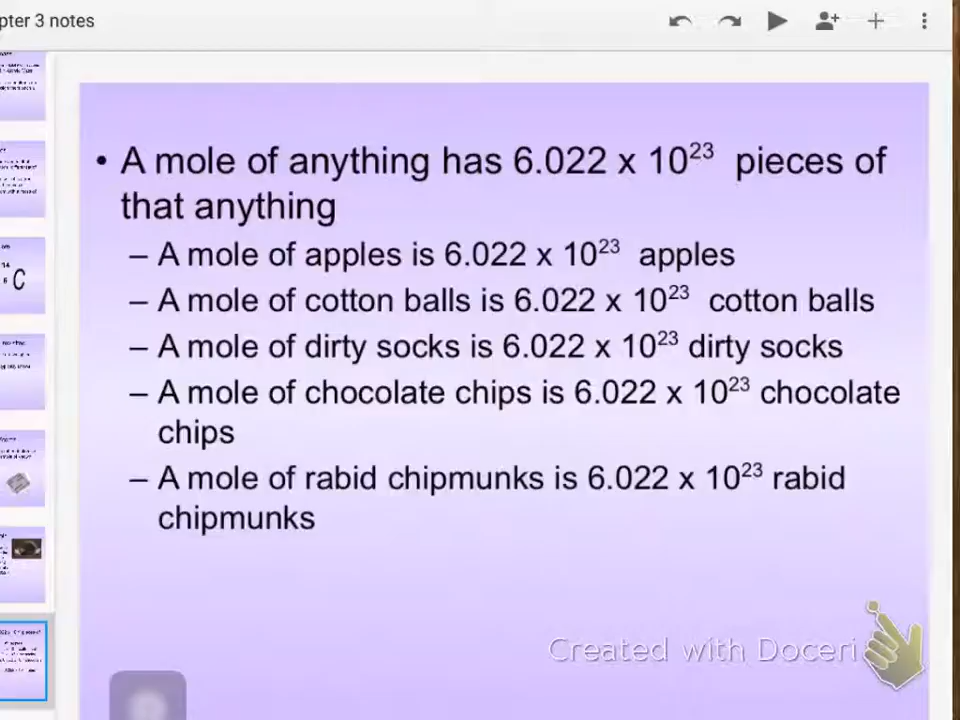 pter 3 notes
• A mole of anything has 6.022 x 10²³ pieces of
that anything
– A mole of apples is 6.022 x 10²³ apples
– A mole of cotton balls is 6.022 x 10²³ cotton balls
– A mole of dirty socks is 6.022 x 10²³ dirty socks
– A mole of chocolate chips is 6.022 x 10²³ chocolate
chips
– A mole of rabid chipmunks is 6.022 x 10²³ rabid
chipmunks
Created with Doceri